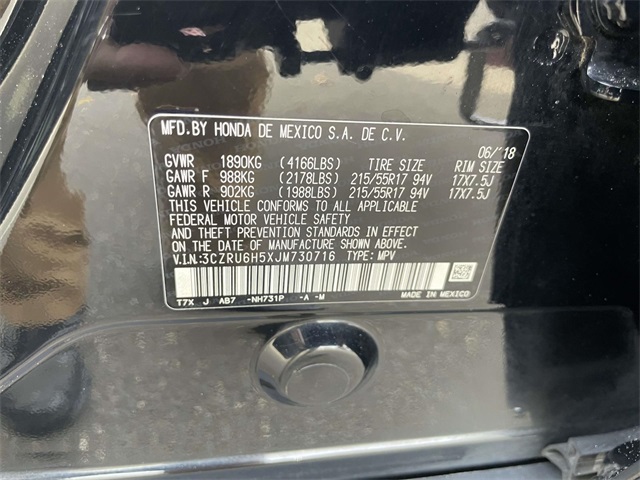 MFD.BY HONDA DE MEXICO S.A. DE C.V.
06/'18
GVWR 1890KG (4166LBS) TIRE SIZE RIM SIZE
GAWR F 988KG (2178LBS) 215/55R17 94V 17X7.5J
GAWR R 902KG (1988LBS) 215/55R17 94V 17X7.5J
THIS VEHICLE CONFORMS TO ALL APPLICABLE
FEDERAL MOTOR VEHICLE SAFETY
AND THEFT PREVENTION STANDARDS IN EFFECT
ON THE DATE OF MANUFACTURE SHOWN ABOVE.
V.I.N:3CZRU6H5XJM730716 TYPE: MPV
T7X J AB7 -NH731P -A -M
MADE IN MEXICO